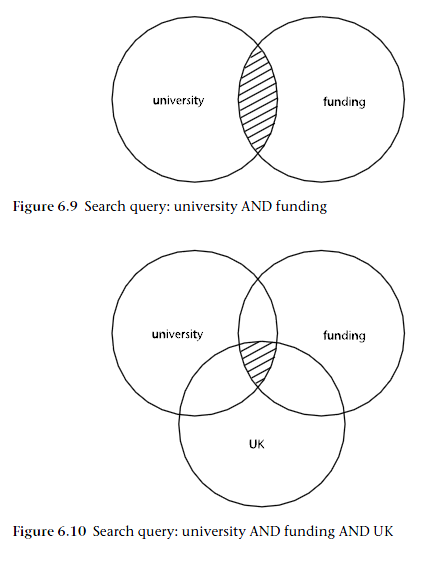 university
funding
Figure 6.9 Search query: university AND funding
university
funding
UK
Figure 6.10 Search query: university AND funding AND UK